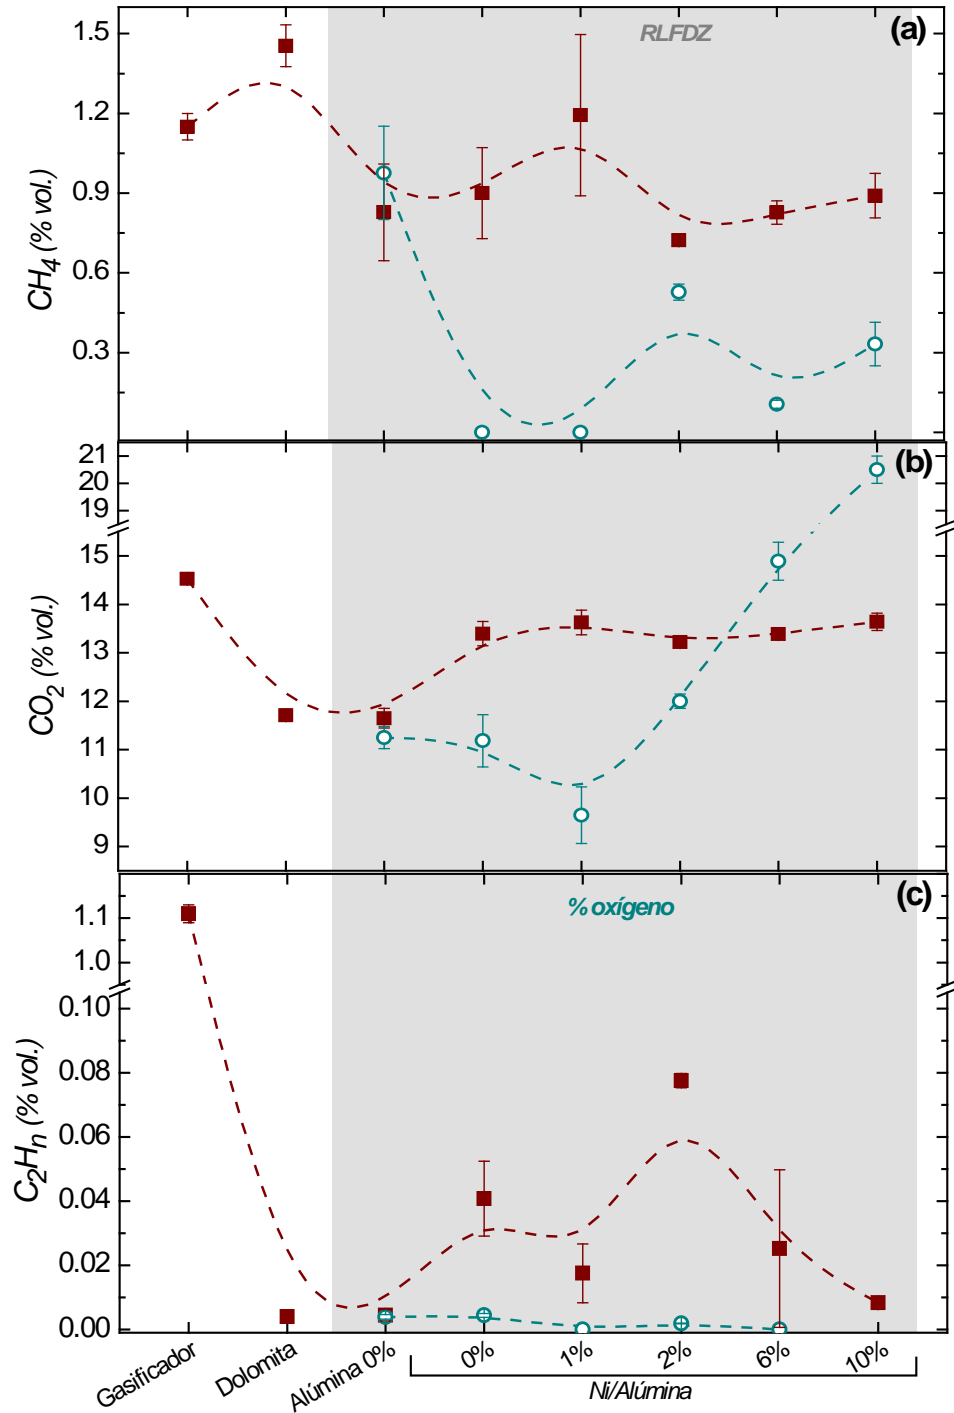 RLFDZ
(a)
1.5
1.2
0.9
0.6
0.3
CH4 (% vol.)
(b)
21
20
19
15
14
13
12
11
10
9
CO2 (% vol.)
% oxígeno
(c)
1.1
1.0
0.10
0.08
0.06
0.04
0.02
0.00
C2Hn (% vol.)
Gasificador
Dolomita
Alúmina 0%
0%
1%
2%
6%
10%
Ni/Alúmina